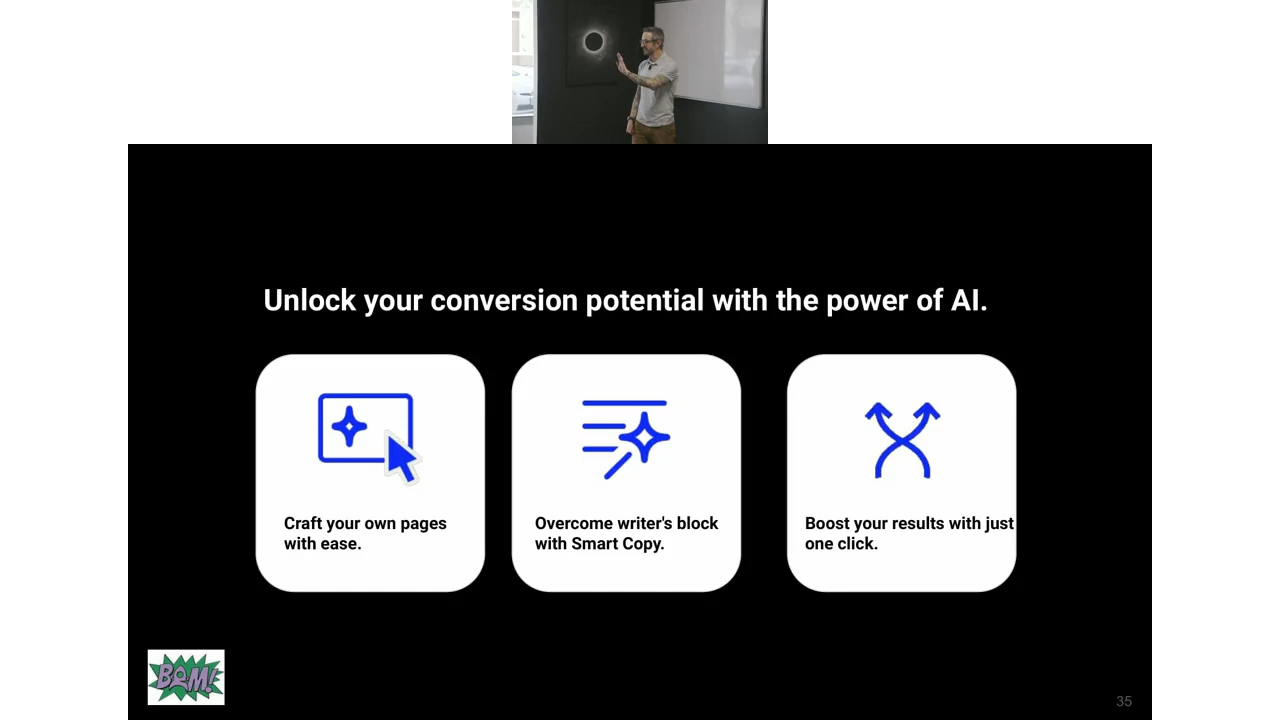 Unlock your conversion potential with the power of AI.
Craft your own pages
with ease.
Overcome writer's block
with Smart Copy.
Boost your results with just
one click.
BAM!
35